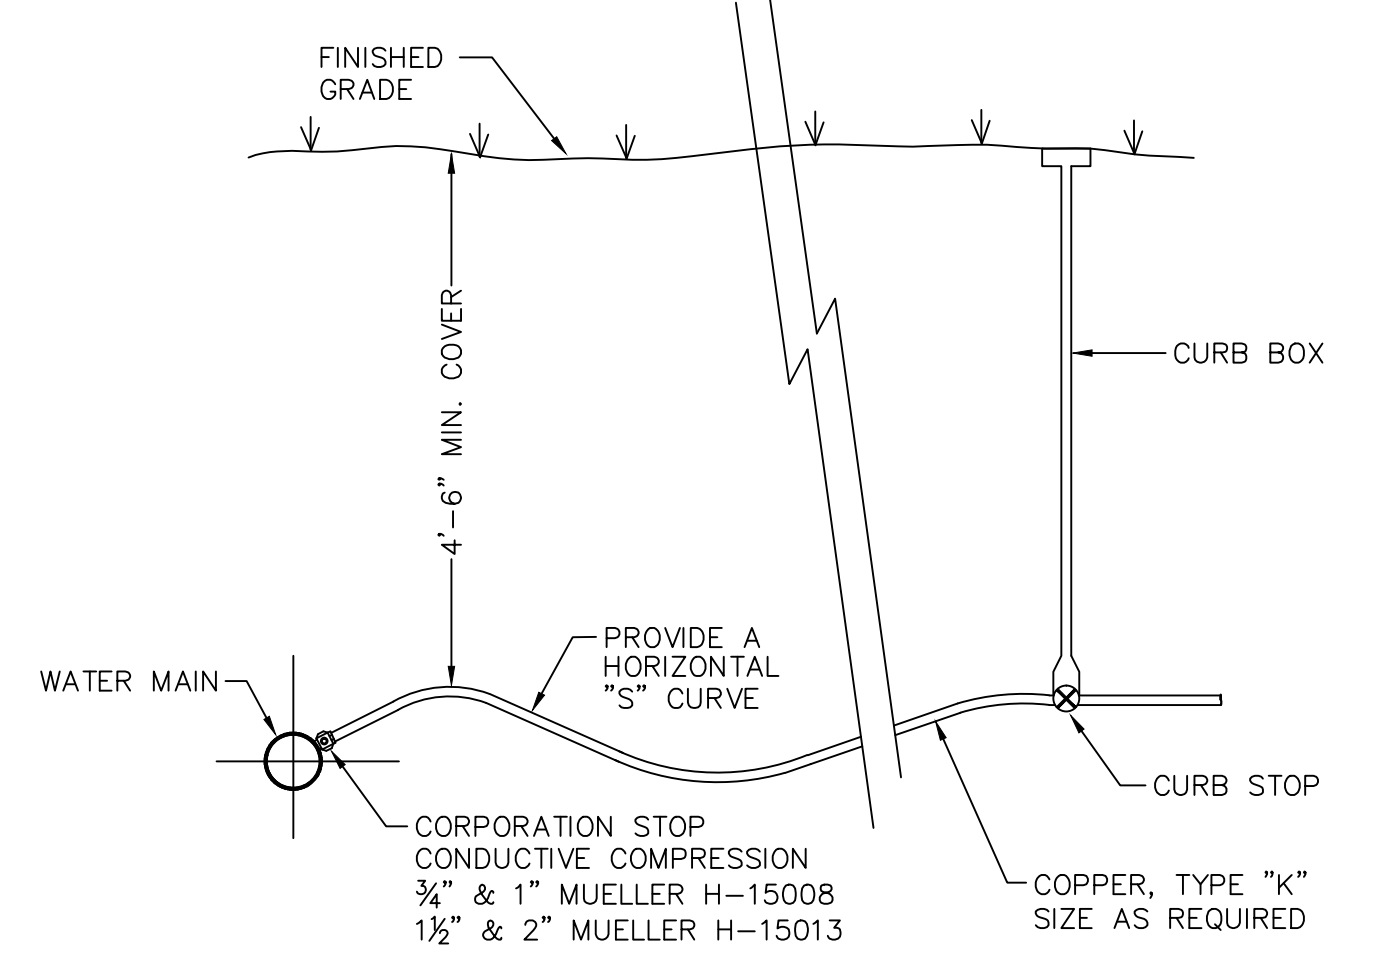 FINISHED
GRADE
4'-6" MIN. COVER
CURB BOX
PROVIDE A
HORIZONTAL
"S" CURVE
WATER MAIN
CURB STOP
CORPORATION STOP
CONDUCTIVE COMPRESSION
¾" & 1" MUELLER H-15008
1½" & 2" MUELLER H-15013
COPPER, TYPE "K"
SIZE AS REQUIRED